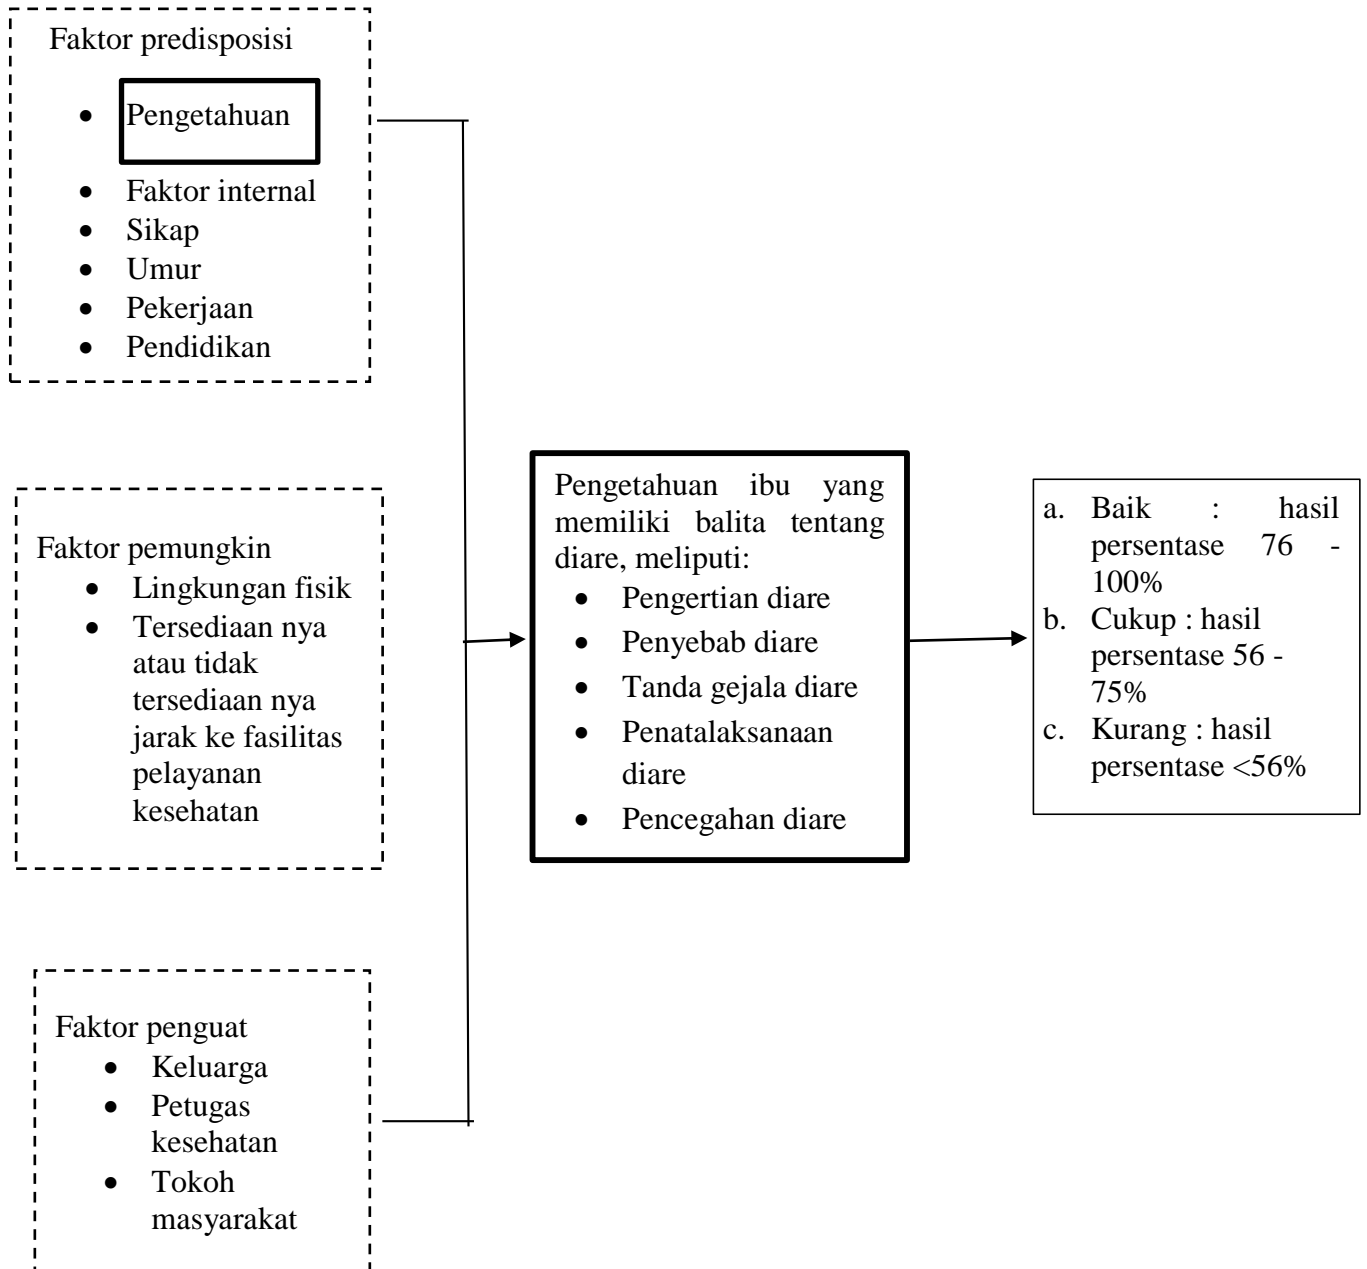 Faktor predisposisi
• Pengetahuan
• Faktor internal
• Sikap
• Umur
• Pekerjaan
• Pendidikan
Faktor pemungkin
• Lingkungan fisik
• Tersediaan nya
atau tidak
tersediaan nya
jarak ke fasilitas
pelayanan
kesehatan
Faktor penguat
• Keluarga
• Petugas
kesehatan
• Tokoh
masyarakat
Pengetahuan ibu yang
memiliki balita tentang
diare, meliputi:
• Pengertian diare
• Penyebab diare
• Tanda gejala diare
• Penatalaksanaan
diare
• Pencegahan diare
a. Baik : hasil
persentase 76 -
100%
b. Cukup : hasil
persentase 56 -
75%
c. Kurang : hasil
persentase <56%